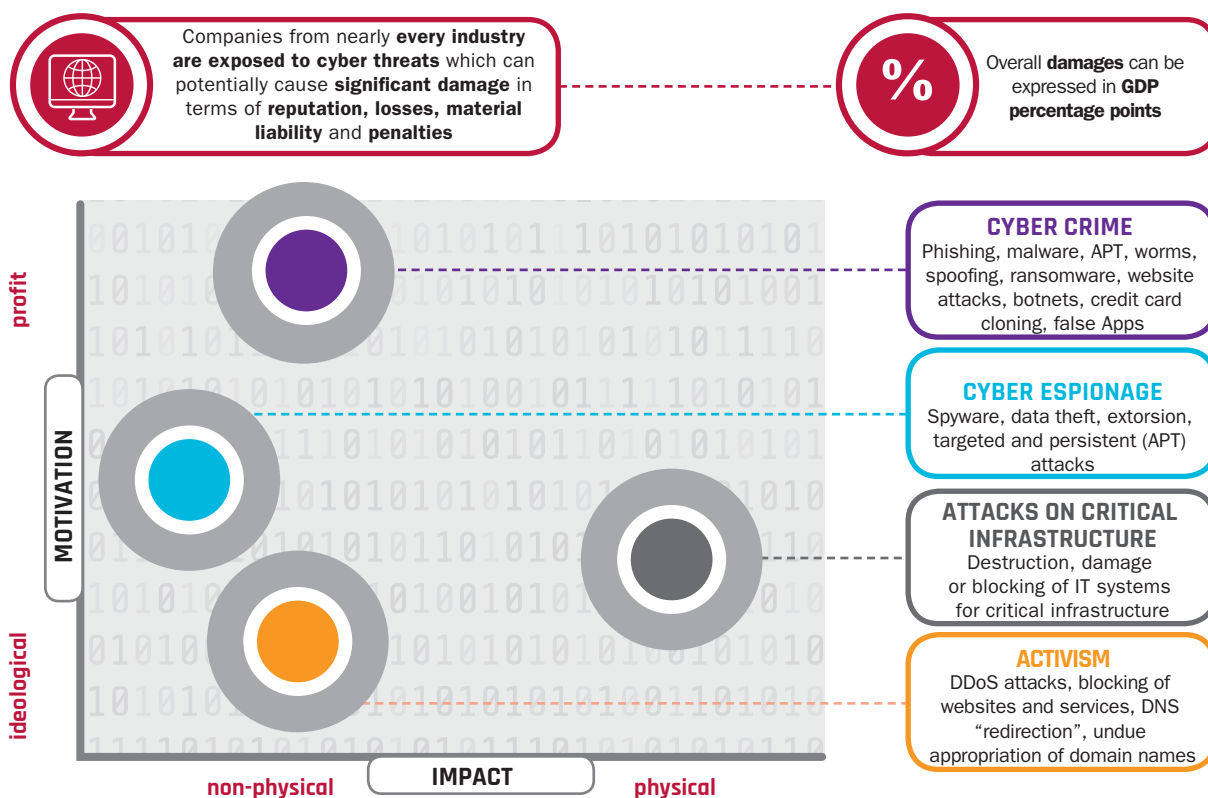 Companies from nearly every industry
are exposed to cyber threats which can
potentially cause significant damage in
terms of reputation, losses, material
liability and penalties
%
Overall damages can be
expressed in GDP
percentage points
profit
MOTIVATION
ideological
CYBER CRIME
Phishing, malware, APT, worms,
spoofing, ransomware, website
attacks, botnets, credit card
cloning, false Apps
CYBER ESPIONAGE
Spyware, data theft, extorsion,
targeted and persistent (APT)
attacks
ATTACKS ON CRITICAL
INFRASTRUCTURE
Destruction, damage
or blocking of IT systems
for critical infrastructure
ACTIVISM
DDoS attacks, blocking of
websites and services, DNS
“redirection”, undue
appropriation of domain names
non-physical
IMPACT
physical